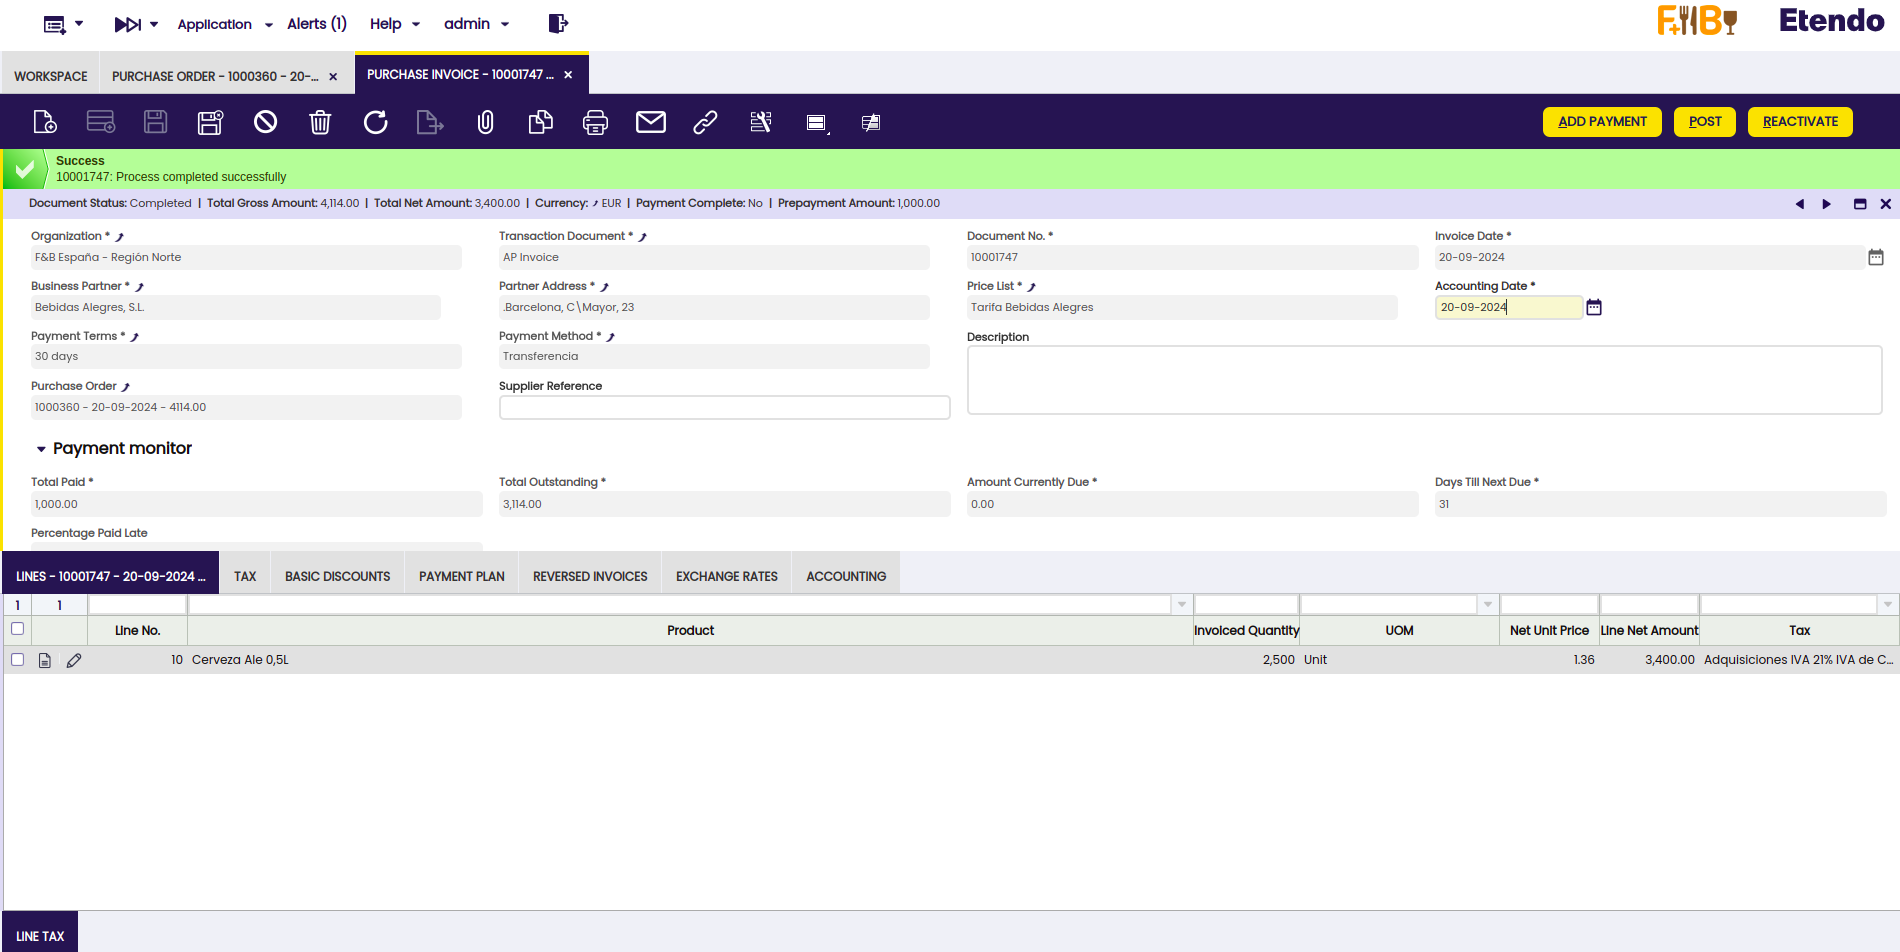 Application
Alerts (1)
Help
admin
F+B
Etendo
WORKSPACE
PURCHASE ORDER - 1000360 - 20-...
PURCHASE INVOICE - 10001747 ...
ADD PAYMENT
POST
REACTIVATE
Success
10001747: Process completed successfully
Document Status: Completed | Total Gross Amount: 4,114.00 | Total Net Amount: 3,400.00 | Currency: EUR | Payment Complete: No | Prepayment Amount: 1,000.00
Organization *
Transaction Document *
Document No. *
Invoice Date *
F&B España - Región Norte
AP Invoice
10001747
20-09-2024
Business Partner *
Partner Address *
Price List *
Accounting Date *
Bebidas Alegres, S.L.
.Barcelona, C\Mayor, 23
Tarifa Bebidas Alegres
20-09-2024
Payment Terms *
Payment Method *
Description
30 days
Transferencia
Purchase Order
Supplier Reference
1000360 - 20-09-2024 - 4114.00
Payment monitor
Total Paid *
Total Outstanding *
Amount Currently Due *
Days Till Next Due *
1,000.00
3,114.00
0.00
31
Percentage Paid Late
LINES - 10001747 - 20-09-2024 ...
TAX
BASIC DISCOUNTS
PAYMENT PLAN
REVERSED INVOICES
EXCHANGE RATES
ACCOUNTING
1
1
Line No.
Product
Invoiced Quantity
UOM
Net Unit Price
Line Net Amount
Tax
10
Cerveza Ale 0,5L
2,500
Unit
1.36
3,400.00
Adquisiciones IVA 21% IVA de C...
LINE TAX